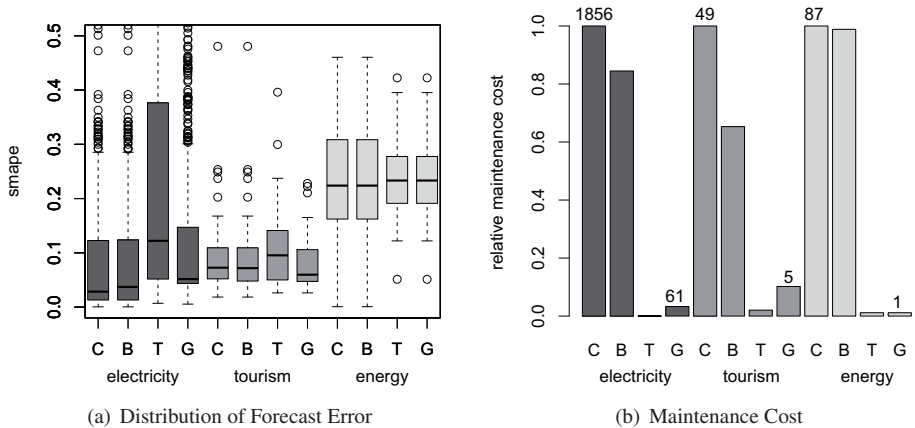 smape
0.5
0.4
0.3
0.2
0.1
0.0
C B T G C B T G C B T G
electricity tourism energy
(a) Distribution of Forecast Error
relative maintenance cost
1.0
0.8
0.6
0.4
0.2
0.0
1856 49 87
61 5 1
C B T G C B T G C B T G
electricity tourism energy
(b) Maintenance Cost